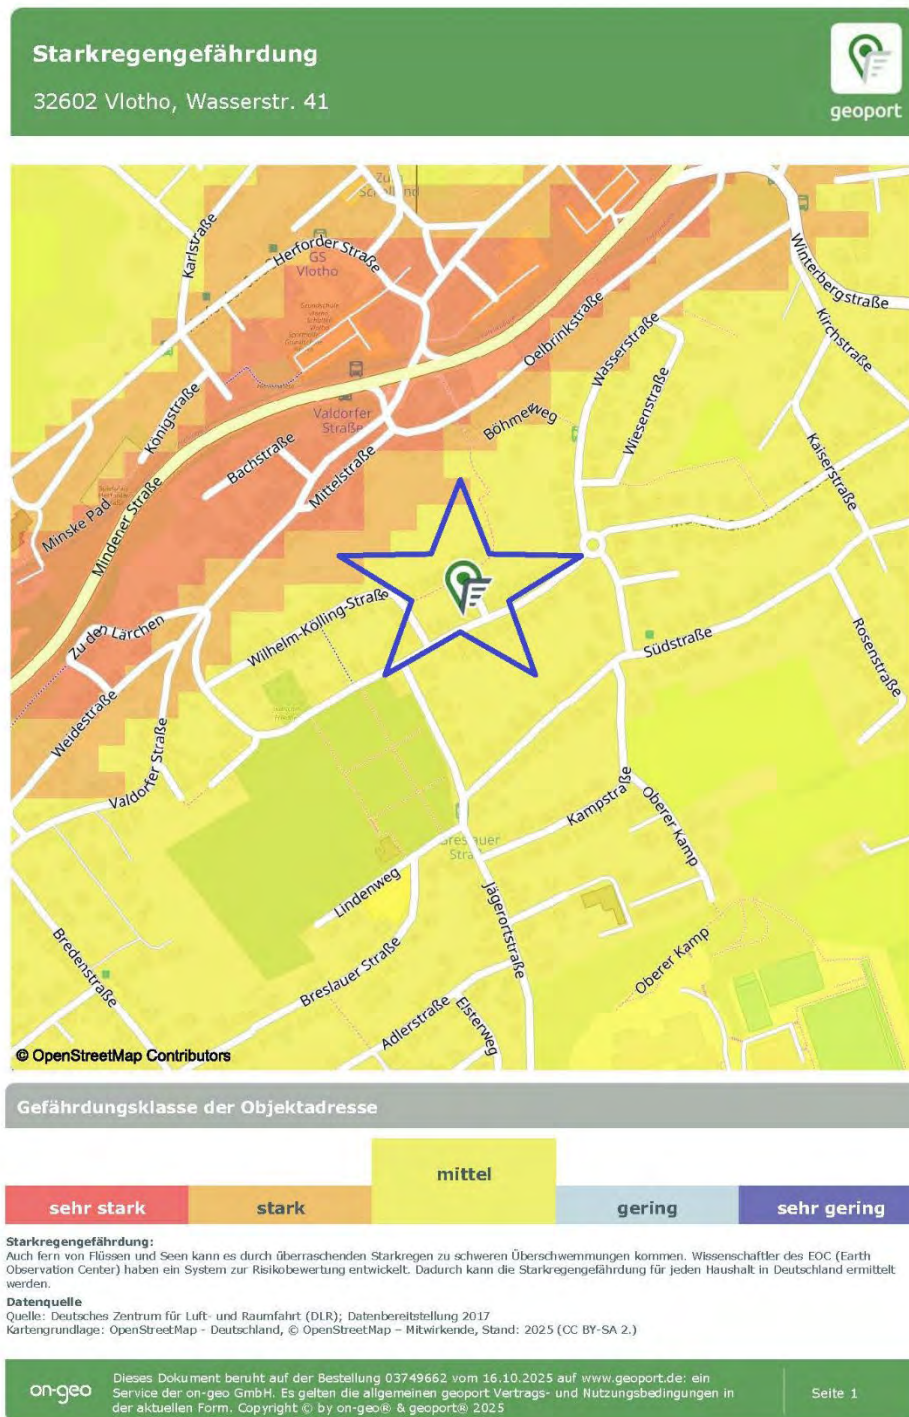 Starkregengefährdung
32602 Vlotho, Wasserstr. 41
geoport
Zum
Herforder Straße
Karlstraße
GS
Vlotho
Winterbergstraße
Kirchstraße
Oelbrinkstraße
Wasserstraße
Wiesenstraße
Königstraße
Valdorfer
Straße
Böhmerweg
Kaiserstraße
Bachstraße
Mittelstraße
Minske Pad
Mindener Straße
Wilhelm-Kölling-Straße
Zu den Lärchen
Südstraße
Rosenstraße
Weidestraße
Valdorfer Straße
Kampstraße
Oberer Kamp
Breslauer
Straße
Lindenweg
Jägerortstraße
Bredenstraße
Breslauer Straße
Oberer Kamp
Adlerstraße
Elsterweg
© OpenStreetMap Contributors
Gefährdungsklasse der Objektadresse
sehr stark
stark
mittel
gering
sehr gering
Starkregengefährdung:
Auch fern von Flüssen und Seen kann es durch überraschenden Starkregen zu schweren Überschwemmungen kommen. Wissenschaftler des EOC (Earth
Observation Center) haben ein System zur Risikobewertung entwickelt. Dadurch kann die Starkregengefährdung für jeden Haushalt in Deutschland ermittelt
werden.
Datenquelle
Quelle: Deutsches Zentrum für Luft- und Raumfahrt (DLR); Datenbereitstellung 2017
Kartengrundlage: OpenStreetMap - Deutschland, © OpenStreetMap – Mitwirkende, Stand: 2025 (CC BY-SA 2.)
on-geo
Dieses Dokument beruht auf der Bestellung 03749662 vom 16.10.2025 auf www.geoport.de: ein
Service der on-geo GmbH. Es gelten die allgemeinen geoport Vertrags- und Nutzungsbedingungen in
der aktuellen Form. Copyright © by on-geo® & geoport® 2025
Seite 1